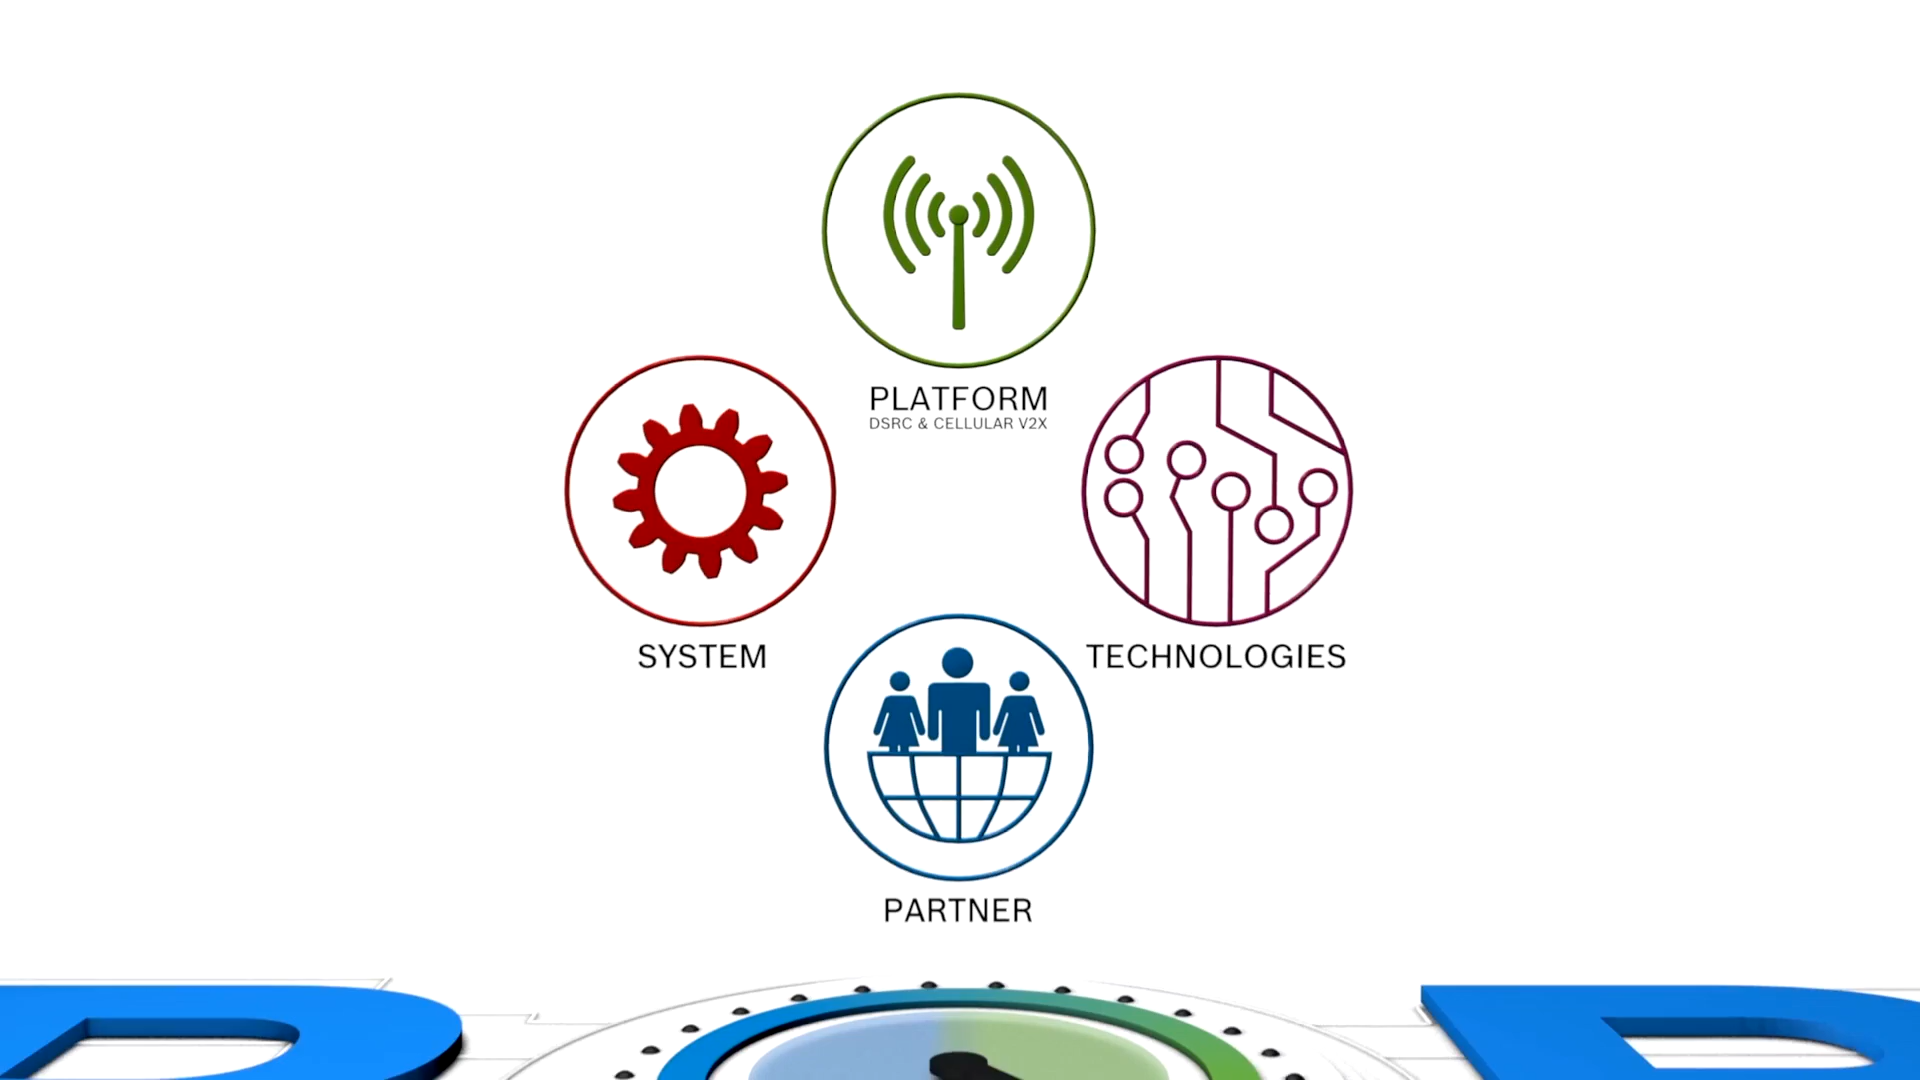 PLATFORM
DSRC & CELLULAR V2X
SYSTEM
TECHNOLOGIES
PARTNER